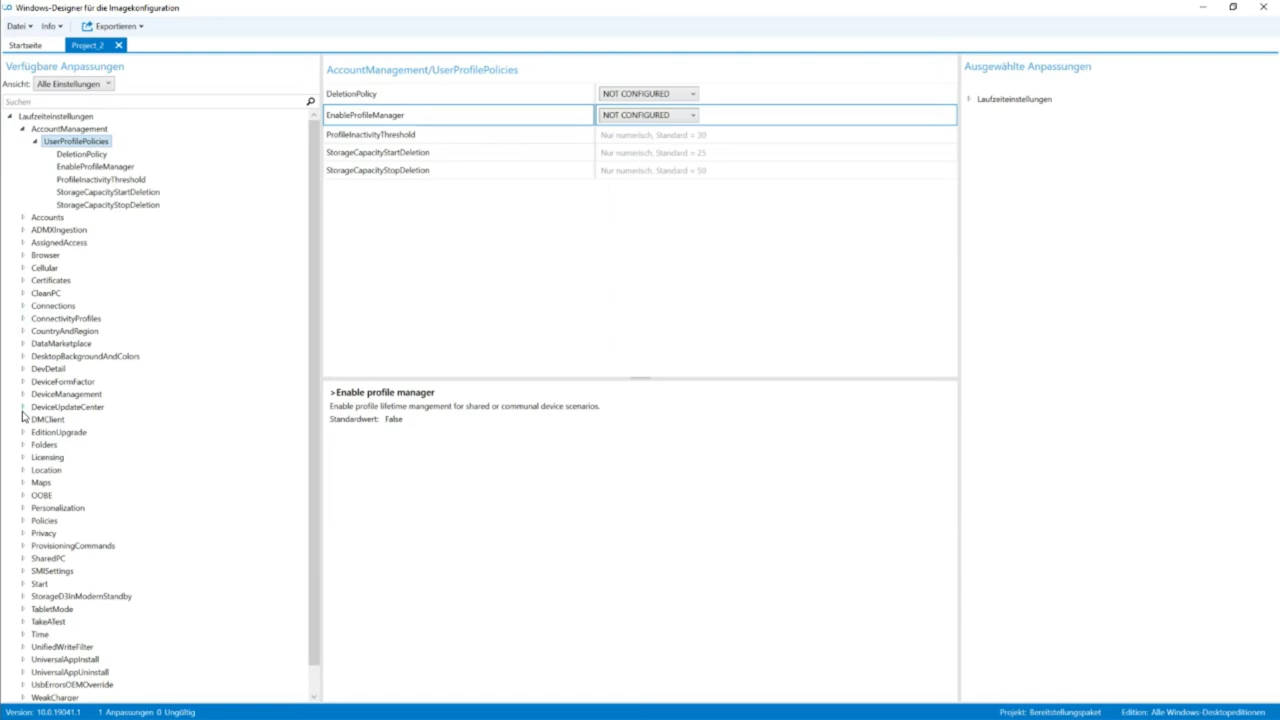 Windows-Designer für die Imagekonfiguration
Datei Info Exportieren
Startseite Project_2
Verfügbare Anpassungen
Ansicht: Alle Einstellungen
Suchen
Laufzeiteinstellungen
AccountManagement
UserProfilePolicies
DeletionPolicy
EnableProfileManager
ProfileInactivityThreshold
StorageCapacityStartDeletion
StorageCapacityStopDeletion
Accounts
ADMXIngestion
AssignedAccess
Browser
Cellular
Certificates
CleanPC
Connections
ConnectivityProfiles
CountryAndRegion
DataMarketplace
DesktopBackgroundAndColors
DevDetail
DeviceFormFactor
DeviceManagement
DeviceUpdateCenter
DMClient
EditionUpgrade
Folders
Licensing
Location
Maps
OOBE
Personalization
Policies
Privacy
ProvisioningCommands
SharedPC
SMISettings
Start
StorageD3InModernStandby
TabletMode
TakeATest
Time
UnifiedWriteFilter
UniversalAppInstall
UniversalAppUninstall
UsbErrorsOEMOverride
WeakCharger
AccountManagement/UserProfilePolicies
DeletionPolicy NOT CONFIGURED
EnableProfileManager NOT CONFIGURED
ProfileInactivityThreshold Nur numerisch, Standard = 30
StorageCapacityStartDeletion Nur numerisch, Standard = 25
StorageCapacityStopDeletion Nur numerisch, Standard = 50
>Enable profile manager
Enable profile lifetime mangement for shared or communal device scenarios.
Standardwert: False
Ausgewählte Anpassungen
Laufzeiteinstellungen
Version: 10.0.19041.1 1 Anpassungen 0 Ungültig Projekt: Bereitstellungspaket Edition: Alle Windows-Desktopeditionen